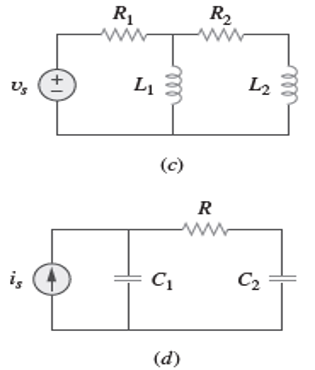 R₁ R₂
vₛ + − L₁ L₂
(c)
R
iₛ C₁ C₂
(d)